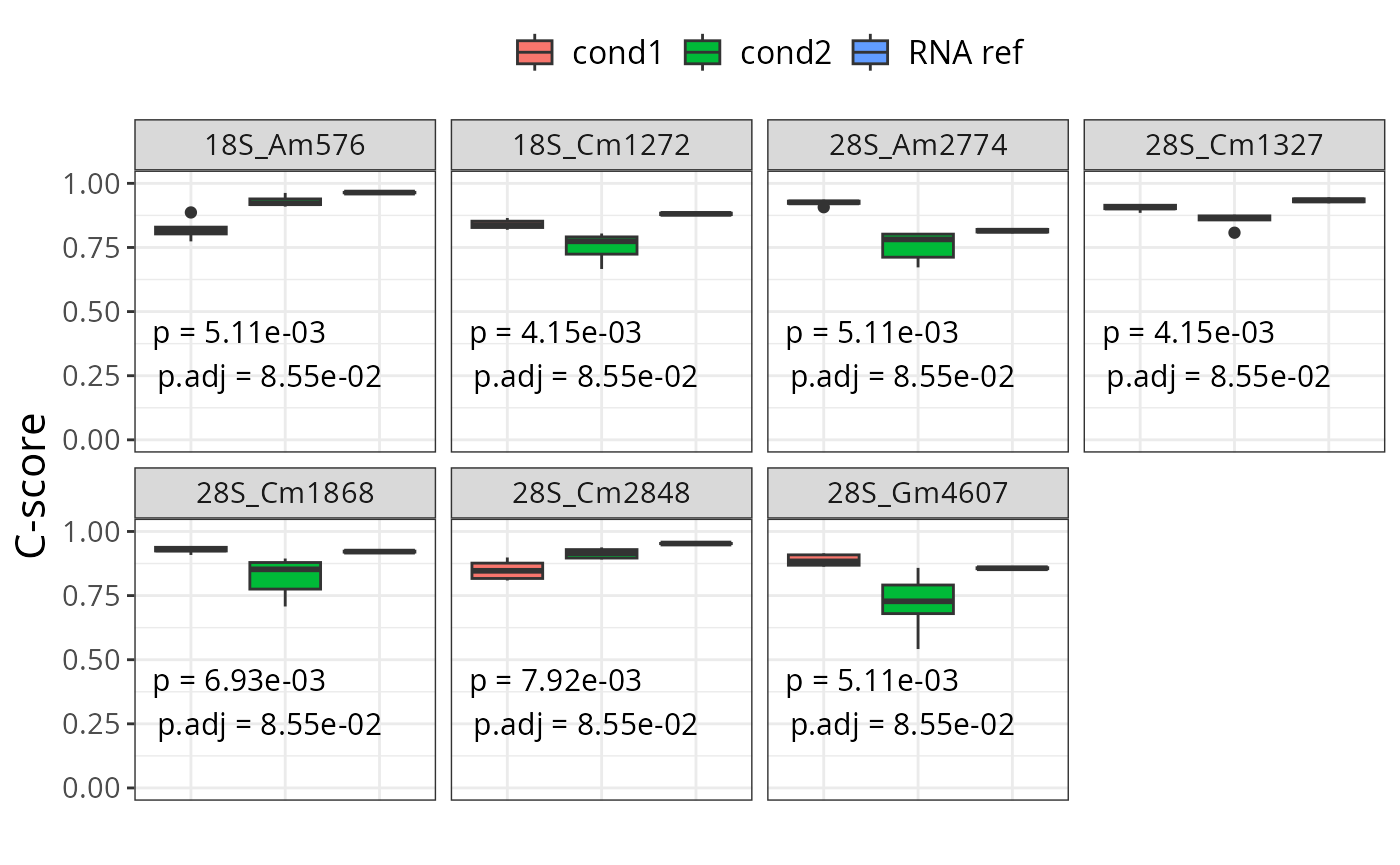 cond1 cond2 RNA ref
18S_Am576 18S_Cm1272 28S_Am2774 28S_Cm1327
1.00
0.75
0.50
p = 5.11e-03 p = 4.15e-03 p = 5.11e-03 p = 4.15e-03
0.25 p.adj = 8.55e-02 p.adj = 8.55e-02 p.adj = 8.55e-02 p.adj = 8.55e-02
0.00
C-score
28S_Cm1868 28S_Cm2848 28S_Gm4607
1.00
0.75
0.50
p = 6.93e-03 p = 7.92e-03 p = 5.11e-03
0.25 p.adj = 8.55e-02 p.adj = 8.55e-02 p.adj = 8.55e-02
0.00